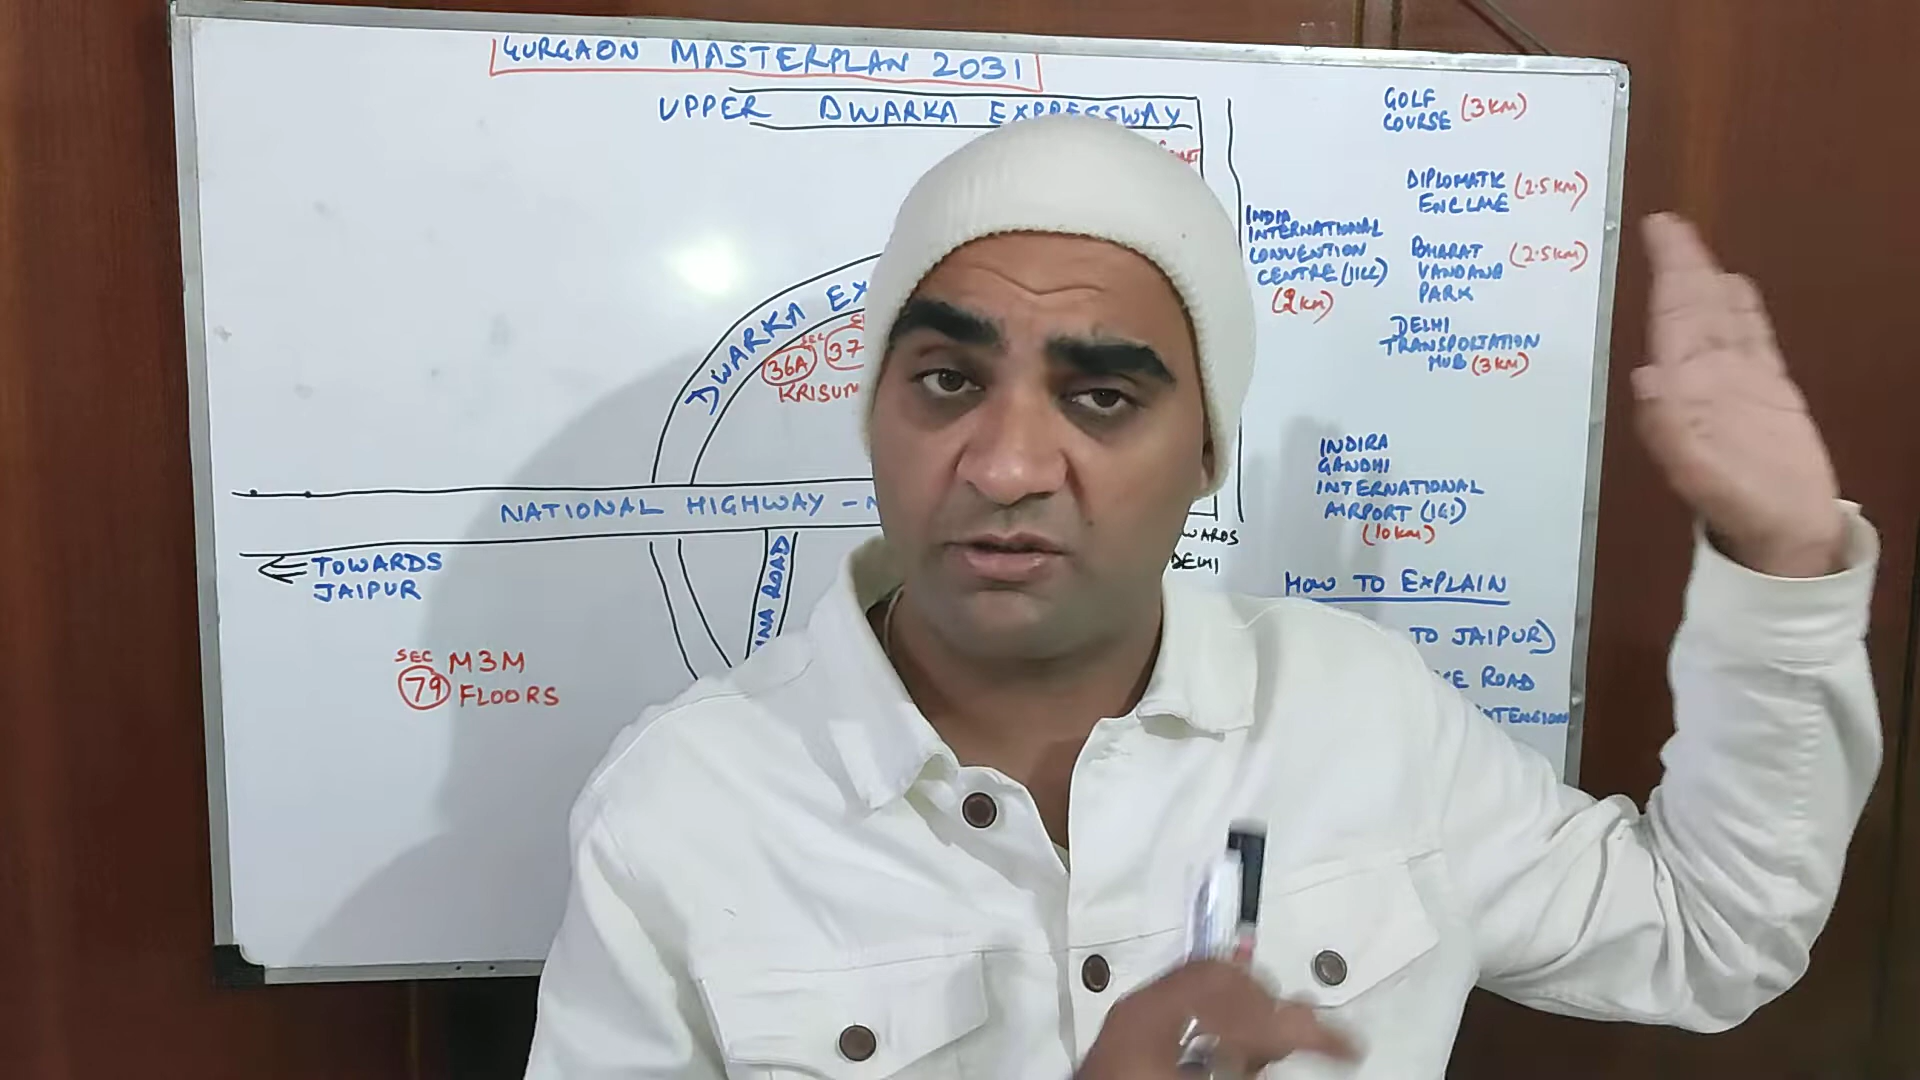 GURGAON MASTERPLAN 2031
UPPER DWARKA EXPRESSWAY
DWARKA
SEC
36A
37
KRISUM
NATIONAL HIGHWAY -
TOWARDS
JAIPUR
ROAD
SEC
79
M3M
FLOORS
DELHI
GOLF
COURSE (3KM)
DIPLOMATIC
ENCLAVE (2.5KM)
INDIA
INTERNATIONAL
CONVENTION
CENTRE (IICC)
(2KM)
BHARAT
VANDANA
PARK
(2.5KM)
DELHI
TRANSPORTATION
HUB (3KM)
INDIRA
GANDHI
INTERNATIONAL
AIRPORT (IGI)
(10KM)
HOW TO EXPLAIN
TO JAIPUR)
ROAD